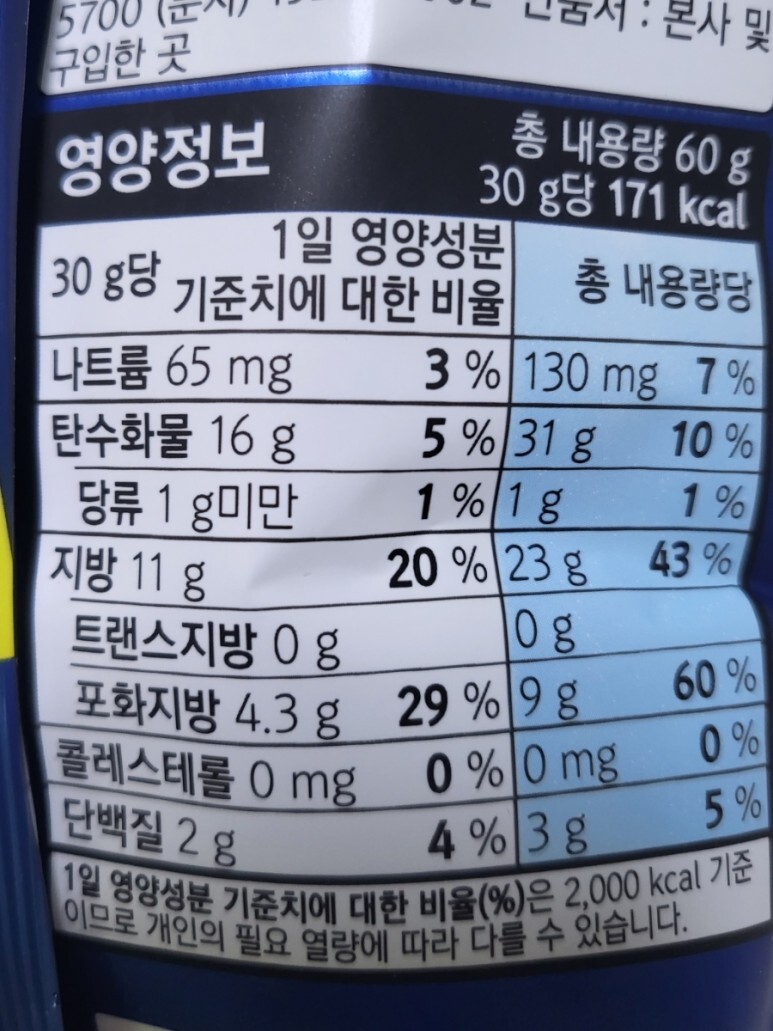 본사 및
구입한 곳
영양정보
총 내용량 60 g
30 g당 171 kcal
30 g당 1일 영양성분 기준치에 대한 비율 총 내용량당
나트륨 65 mg 3 % 130 mg 7 %
탄수화물 16 g 5 % 31 g 10 %
당류 1 g미만 1 % 1 g 1 %
지방 11 g 20 % 23 g 43 %
트랜스지방 0 g 0 g
포화지방 4.3 g 29 % 9 g 60 %
콜레스테롤 0 mg 0 % 0 mg 0 %
단백질 2 g 4 % 3 g 5 %
1일 영양성분 기준치에 대한 비율(%)은 2,000 kcal 기준
이므로 개인의 필요 열량에 따라 다를 수 있습니다.